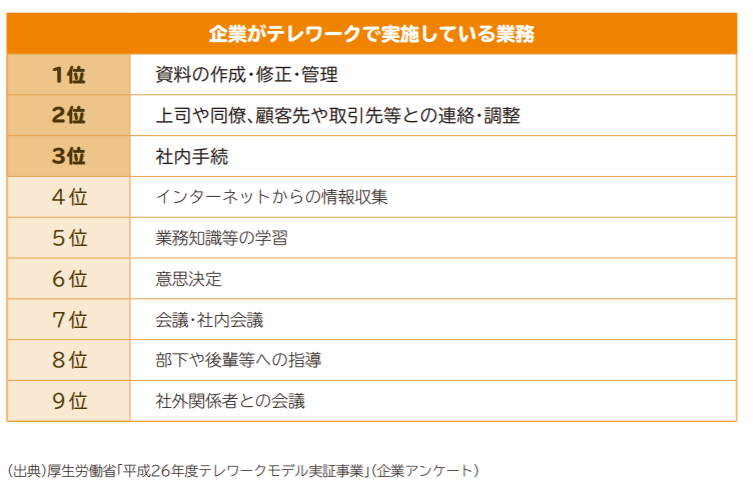 企業がテレワークで実施している業務
1位 資料の作成・修正・管理
2位 上司や同僚、顧客先や取引先等との連絡・調整
3位 社内手続
4位 インターネットからの情報収集
5位 業務知識等の学習
6位 意思決定
7位 会議・社内会議
8位 部下や後輩等への指導
9位 社外関係者との会議
（出典）厚生労働省「平成26年度テレワークモデル実証事業」（企業アンケート）